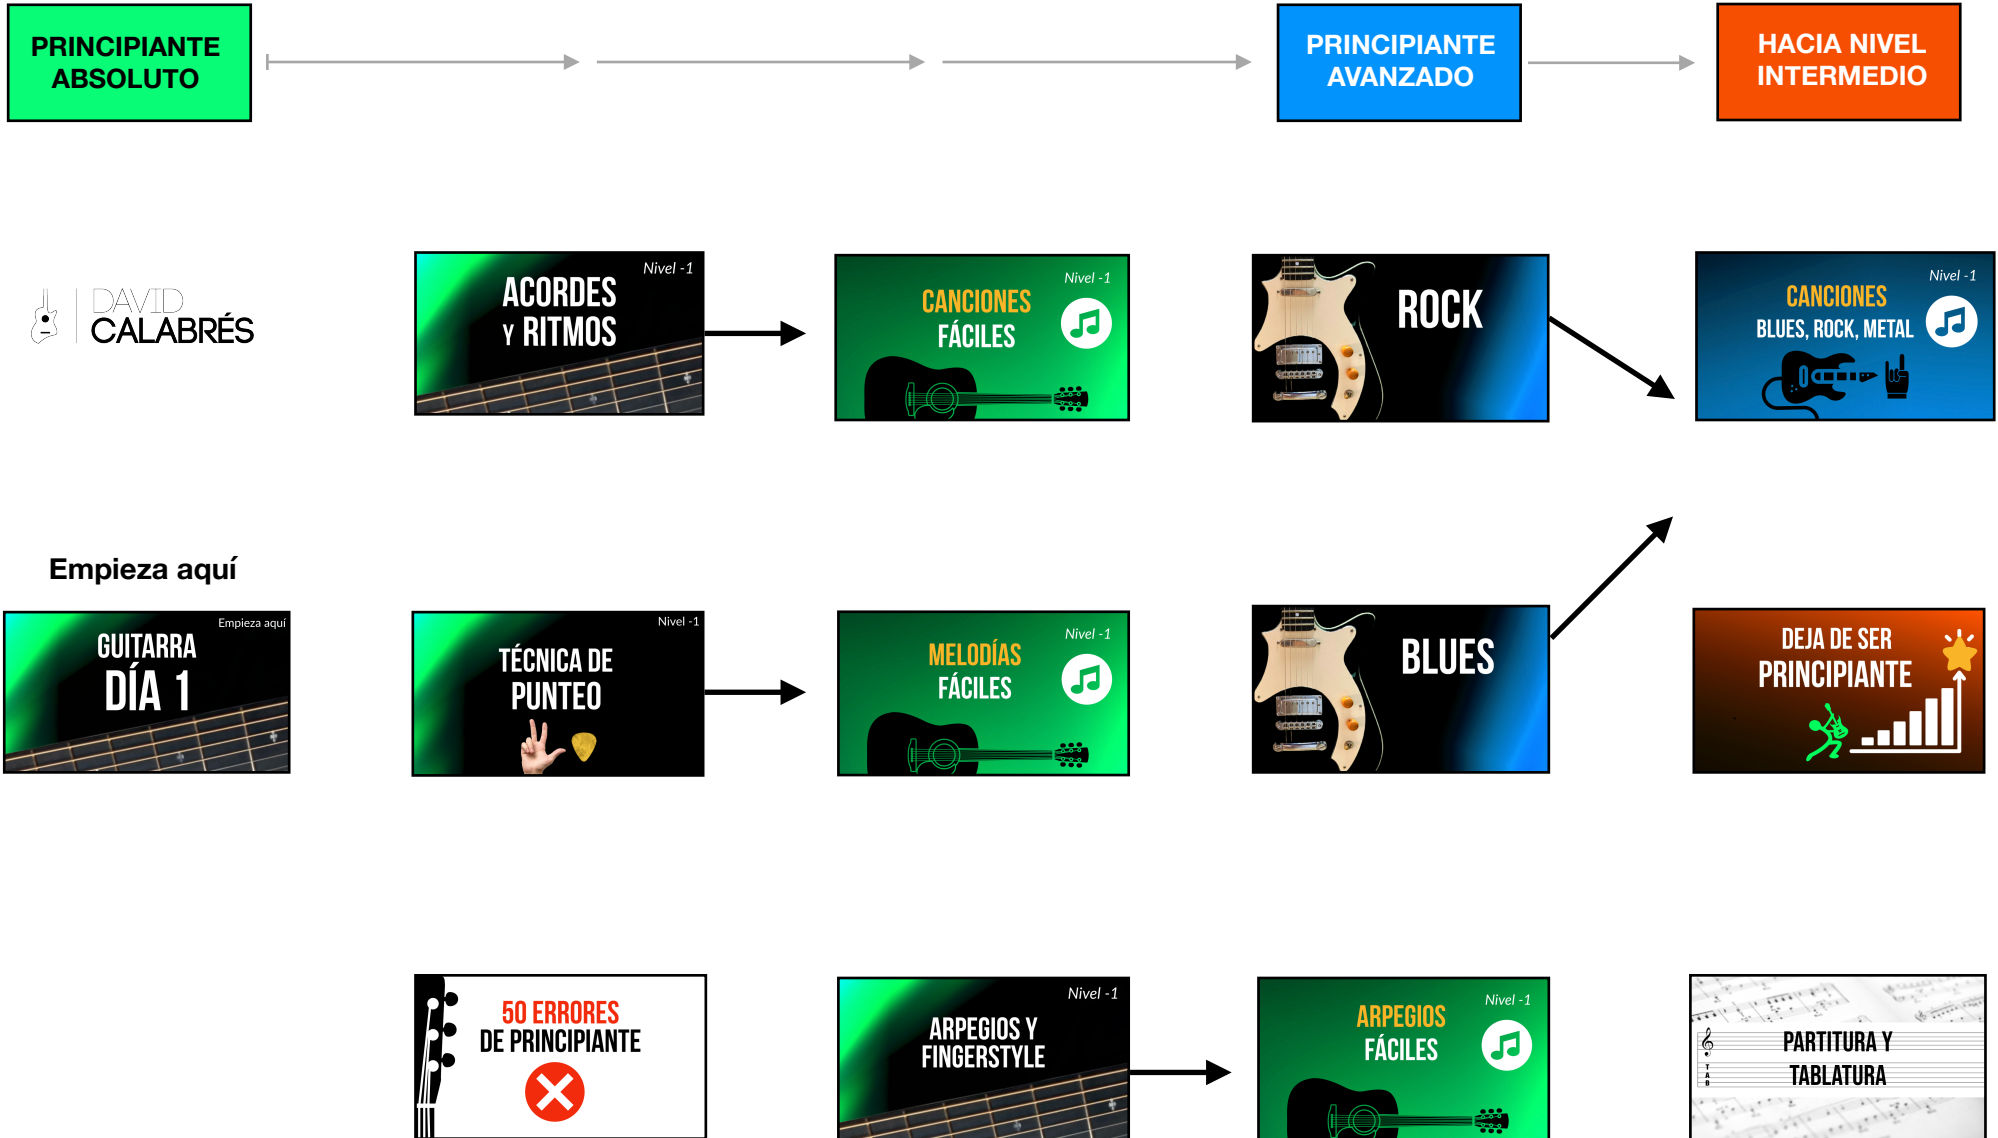 PRINCIPIANTE
ABSOLUTO
PRINCIPIANTE
AVANZADO
HACIA NIVEL
INTERMEDIO
DAVID
CALABRÉS
Nivel -1
ACORDES
Y RITMOS
Nivel -1
CANCIONES
FÁCILES
ROCK
Nivel -1
CANCIONES
BLUES, ROCK, METAL
Empieza aquí
Empieza aquí
GUITARRA
DÍA 1
Nivel -1
TÉCNICA DE
PUNTEO
Nivel -1
MELODÍAS
FÁCILES
BLUES
DEJA DE SER
PRINCIPIANTE
50 ERRORES
DE PRINCIPIANTE
Nivel -1
ARPEGIOS Y
FINGERSTYLE
Nivel -1
ARPEGIOS
FÁCILES
PARTITURA Y
TABLATURA
T
A
B